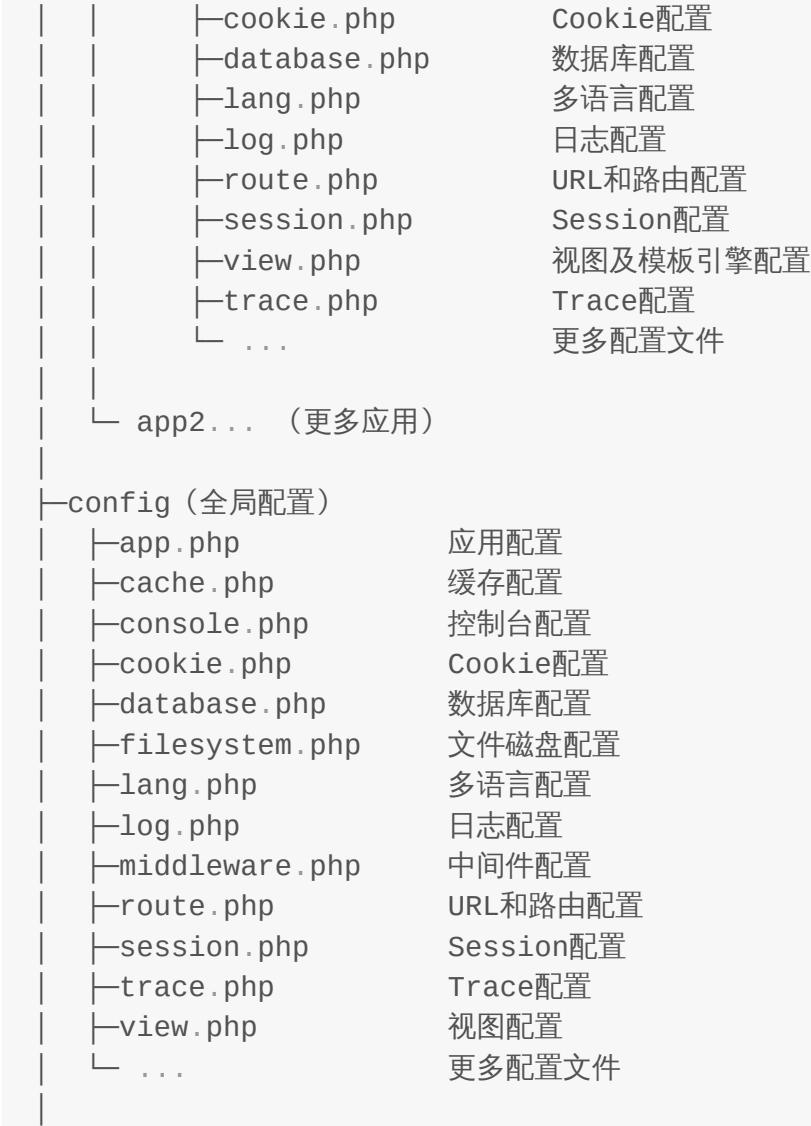 │  │     ├─cookie.php         Cookie配置
│  │     ├─database.php       数据库配置
│  │     ├─lang.php           多语言配置
│  │     ├─log.php            日志配置
│  │     ├─route.php          URL和路由配置
│  │     ├─session.php        Session配置
│  │     ├─view.php           视图及模板引擎配置
│  │     ├─trace.php          Trace配置
│  │     └─ ...               更多配置文件
│  │
│  └─ app2... （更多应用）
│
├─config（全局配置）
│  ├─app.php            应用配置
│  ├─cache.php          缓存配置
│  ├─console.php        控制台配置
│  ├─cookie.php         Cookie配置
│  ├─database.php       数据库配置
│  ├─filesystem.php     文件磁盘配置
│  ├─lang.php           多语言配置
│  ├─log.php            日志配置
│  ├─middleware.php     中间件配置
│  ├─route.php          URL和路由配置
│  ├─session.php        Session配置
│  ├─trace.php          Trace配置
│  ├─view.php           视图配置
│  └─ ...               更多配置文件
│